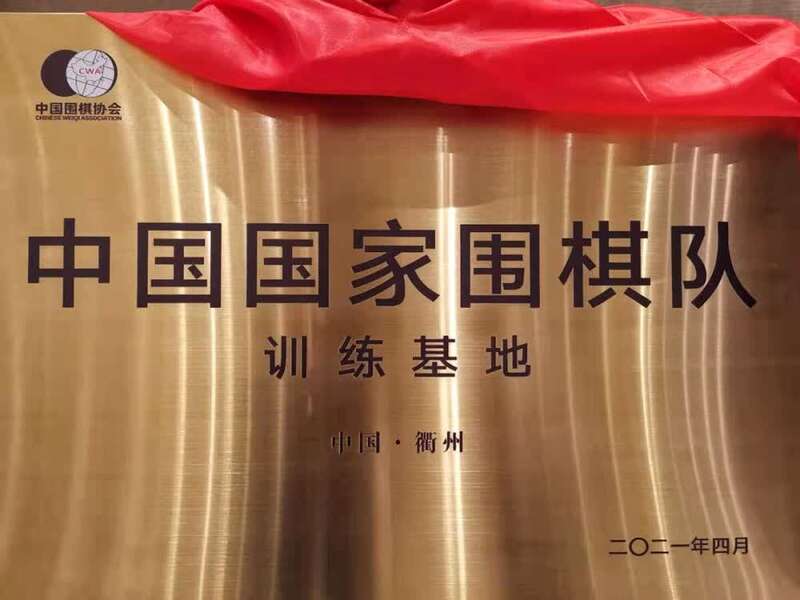 CWA
中国围棋协会
CHINESE WEIQI ASSOCIATION
中国国家围棋队
训练基地
中国·衢州
二〇二一年四月